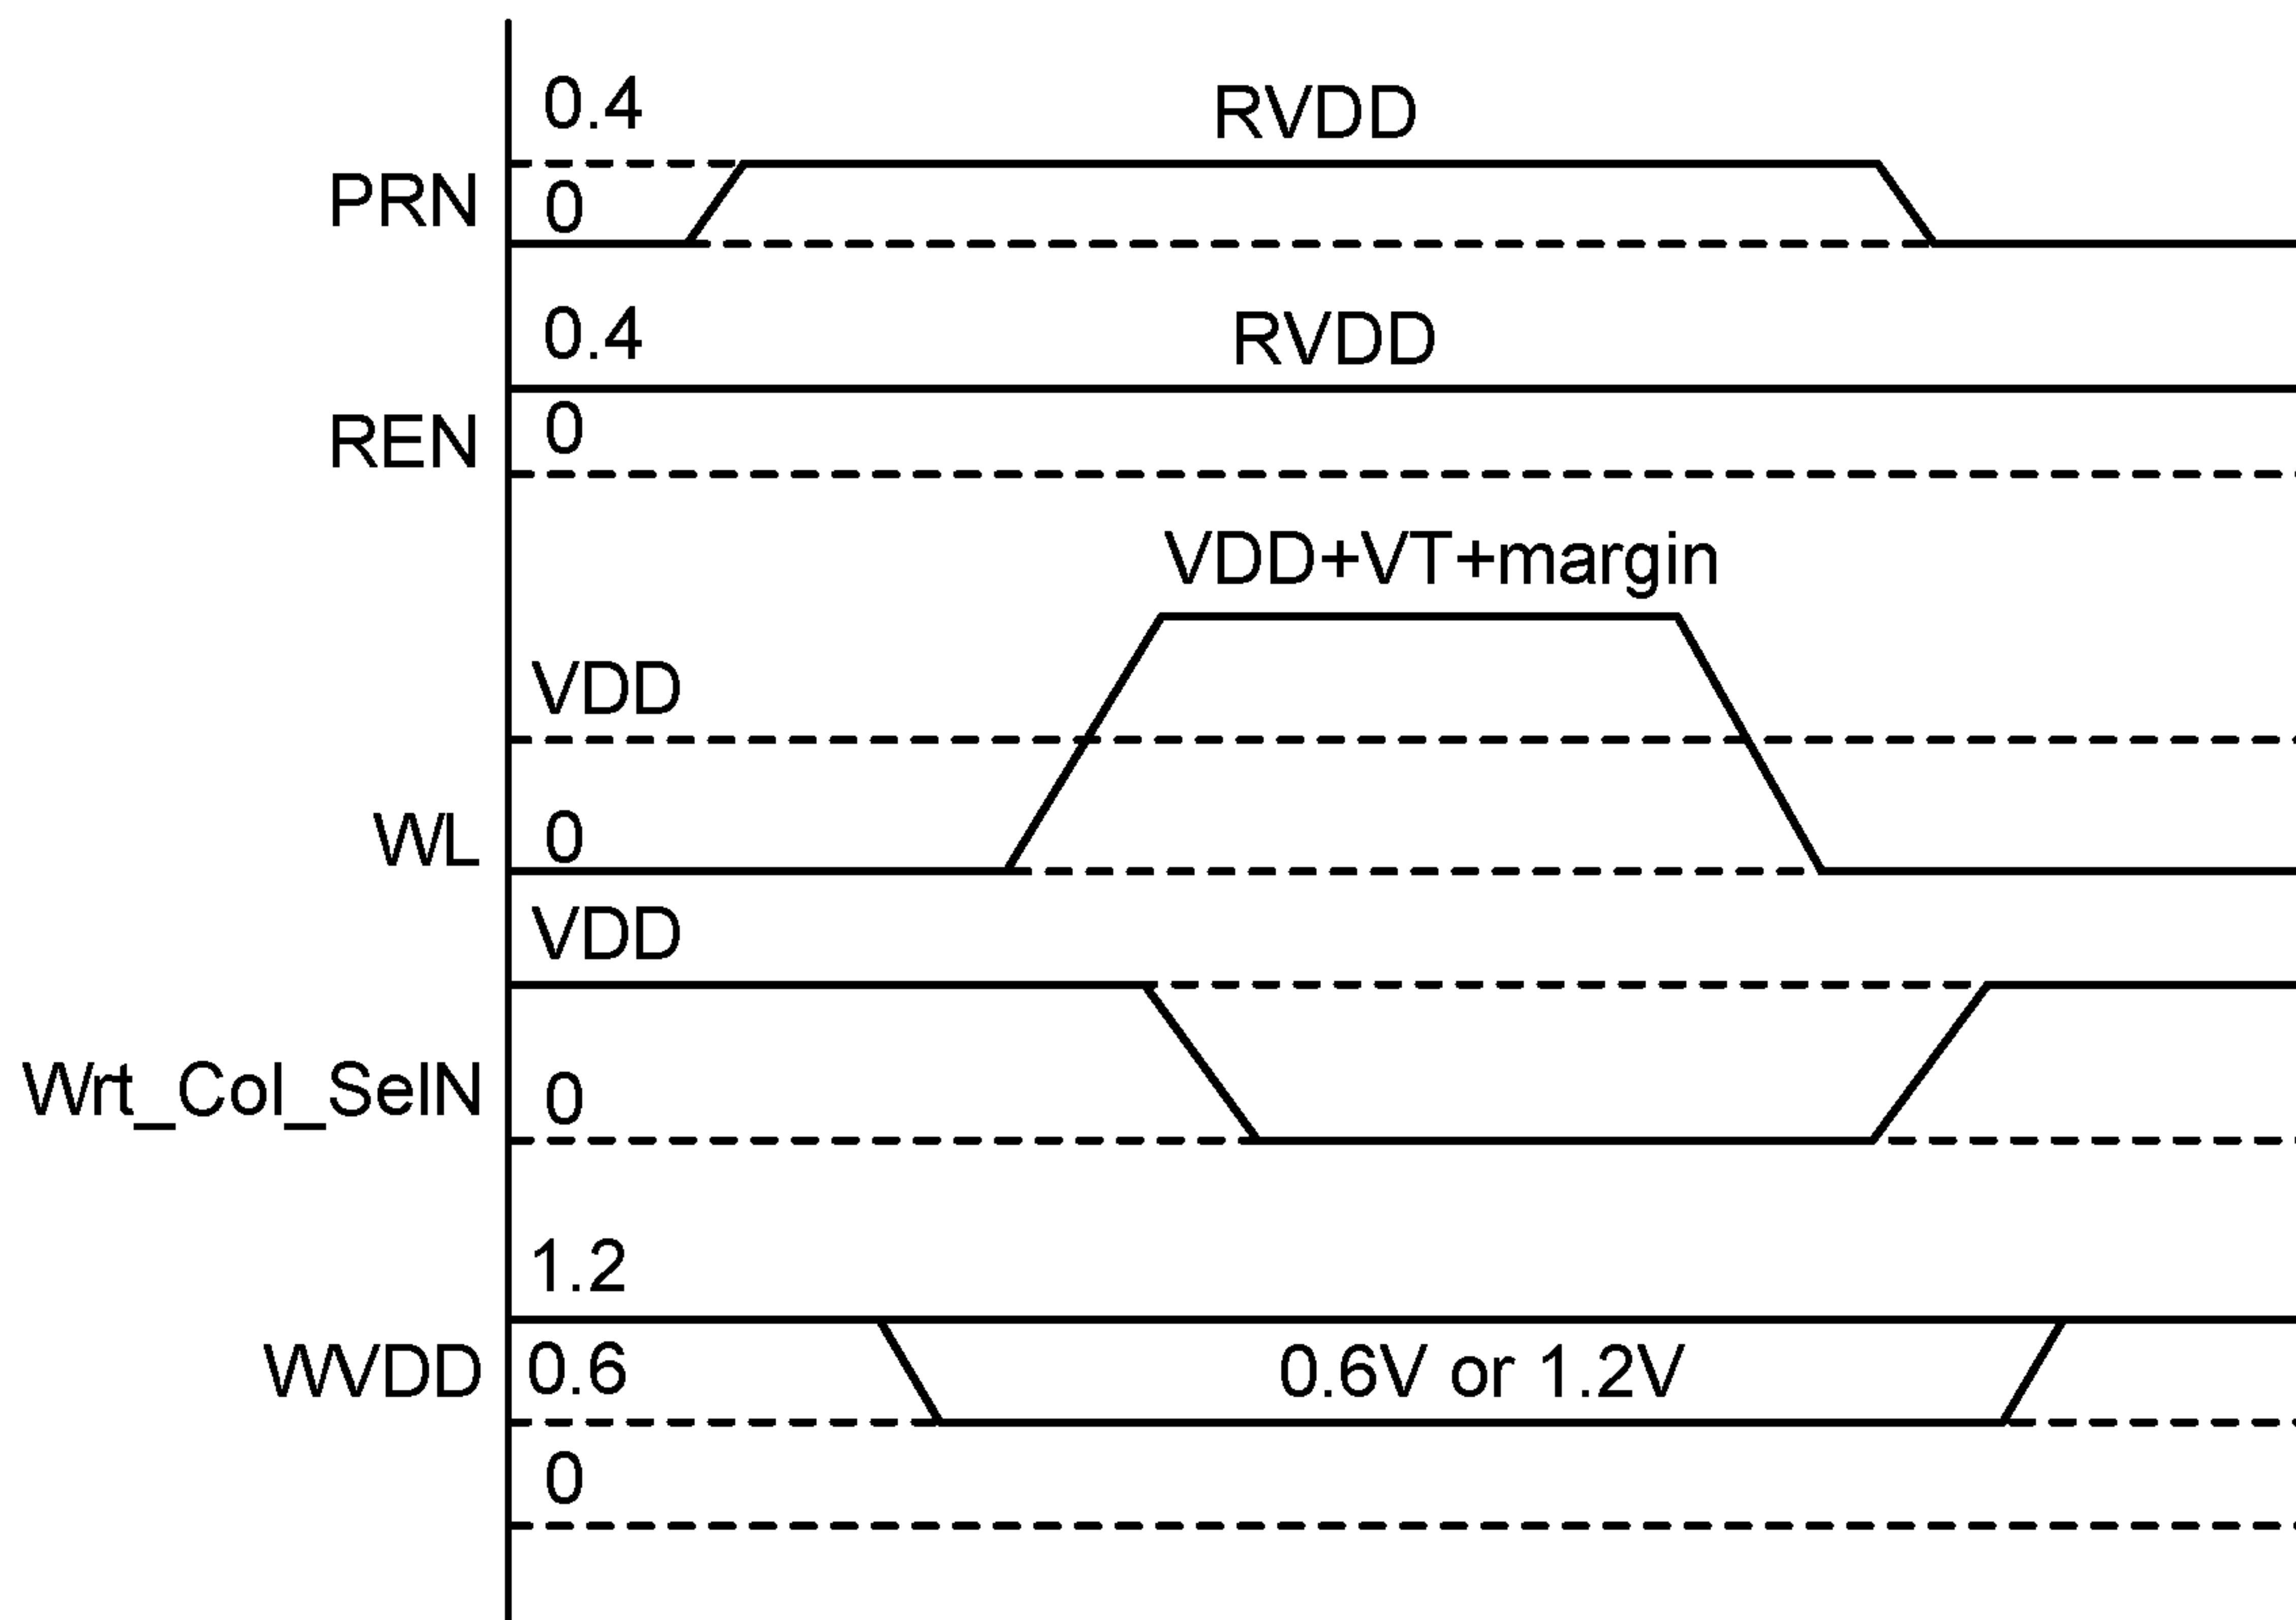 0.4
RVDD
PRN
0
0.4
RVDD
REN
0
VDD+VT+margin
VDD
WL
0
VDD
Wrt_Col_SelN
0
1.2
WVDD
0.6
0.6V or 1.2V
0